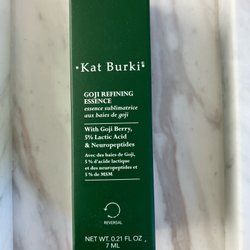 Kat Burki
GOJI REFINING
ESSENCE
essence sublimatrice
aux baies de goji
With Goji Berry,
5% Lactic Acid
& Neuropeptides
Avec des baies de Goji,
5 % d'acide lactique
et des neuropeptides et
5 % de MSM
REVERSAL
NET WT. 0.21 FL OZ ,
7 ML